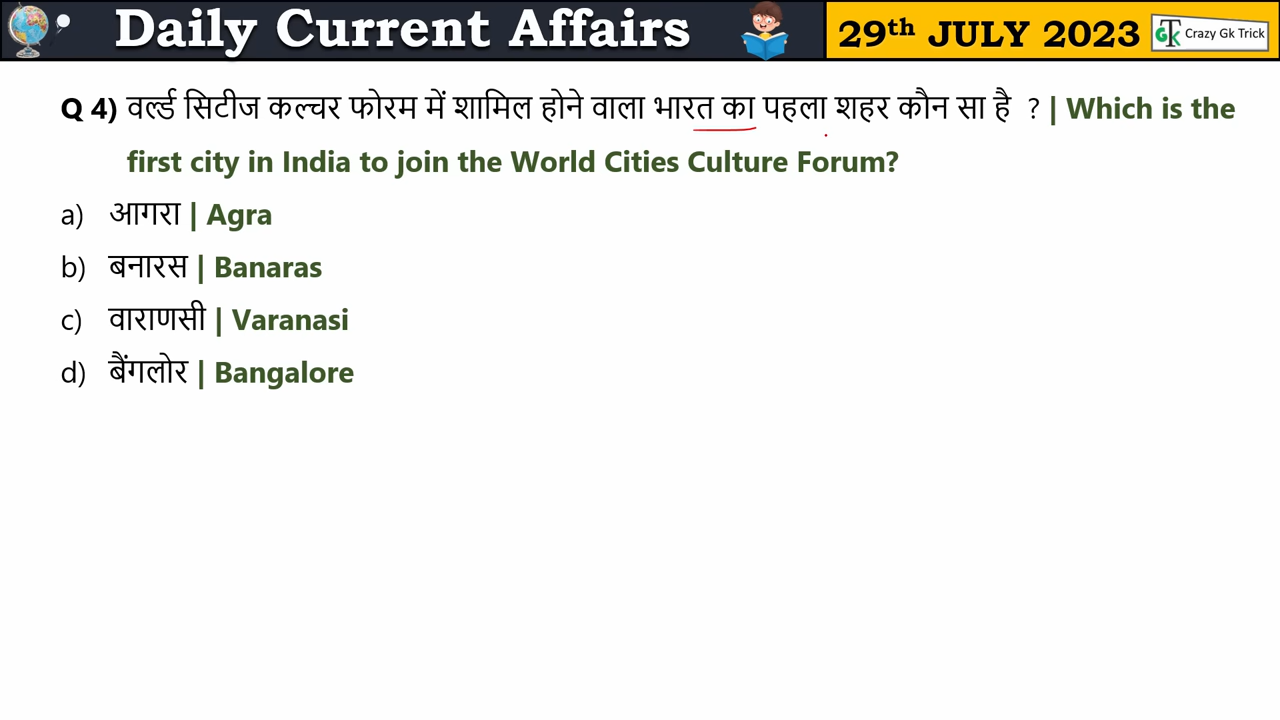 Daily Current Affairs
29th JULY 2023
GTK Crazy Gk Trick
Q 4) वर्ल्ड सिटीज कल्चर फोरम में शामिल होने वाला भारत का पहला शहर कौन सा है ? | Which is the
first city in India to join the World Cities Culture Forum?
a) आगरा | Agra
b) बनारस | Banaras
c) वाराणसी | Varanasi
d) बैंगलोर | Bangalore